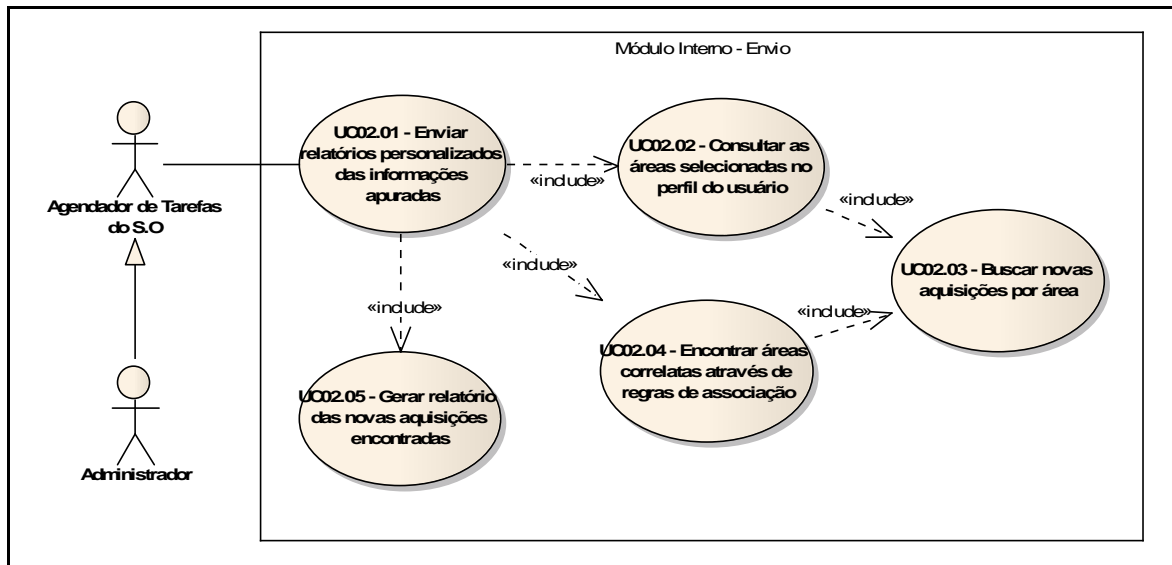 Módulo Interno - Envio
UC02.01 - Enviar
relatórios personalizados
das informações
apuradas
«include»
UC02.02 - Consultar as
áreas selecionadas no
perfil do usuário
«include»
Agendador de Tarefas
do S.O
«include»
UC02.03 - Buscar novas
aquisições por área
«include»
«include»
UC02.04 - Encontrar áreas
correlatas através de
regras de associação
UC02.05 - Gerar relatório
das novas aquisições
encontradas
Administrador